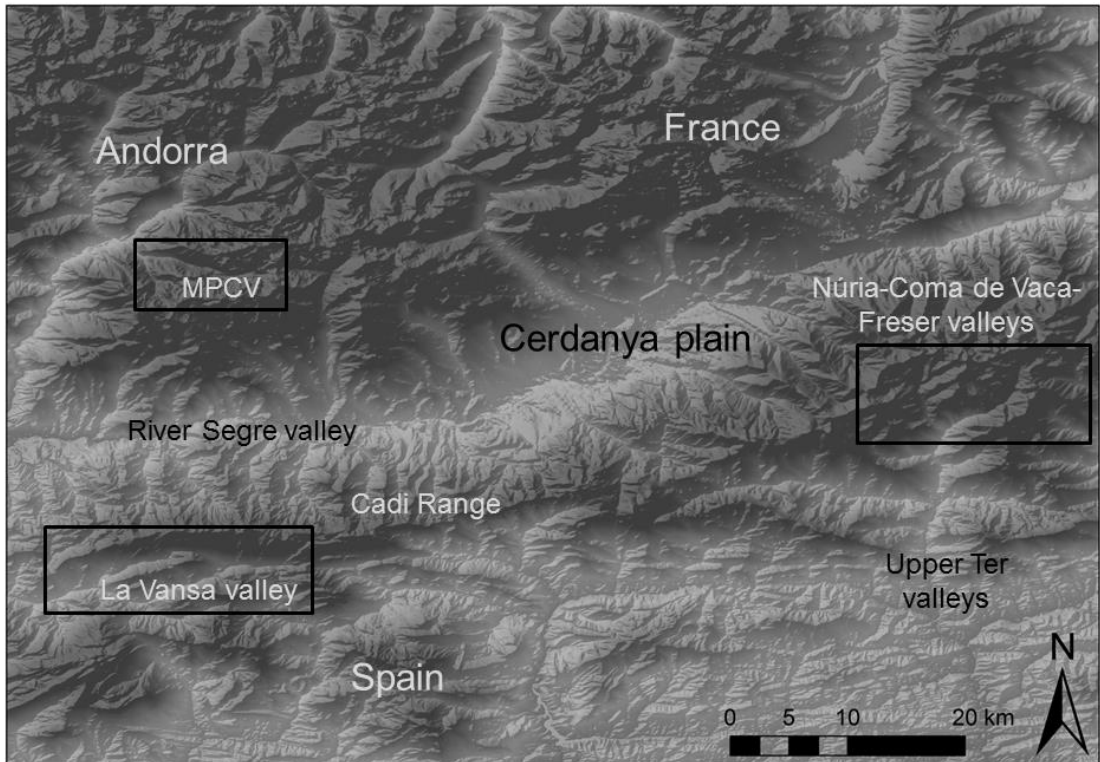 France
Andorra
MPCV
Núria-Coma de Vaca-
Freser valleys
Cerdanya plain
River Segre valley
Cadi Range
La Vansa valley
Upper Ter
valleys
Spain
N
0 5 10 20 km